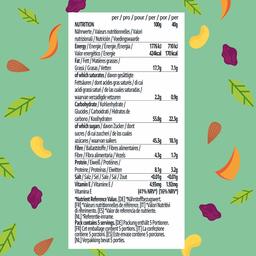 per / pro / pour / per / por / per
NUTRITION 100g 40g
Nährwerte / Valeurs nutritionnelles / Valori
nutrizionali / Nutrición / Voedingswaarde
Energy / Energie / Energie, / Energia / 1776kJ 710kJ
Valor energético / Energie 424kcal 170kcal
Fat / Fett / Matières grasses /
Grassi / Grasas / Vetten 17.7g 7.1g
of which saturates / davon gesättigte
Fettsäuren / dont acides gras saturés / di cui
acidi grassi saturi / de las cuales saturadas /
waarvan verzadigde vetzuren 2.2g 0.9g
Carbohydrate / Kohlenhydrate /
Glucides / Carboidrati / Hidratos de
carbono / Koolhydraten 55.8g 22.3g
of which sugars / davon Zucker / dont
sucres / di cui zuccheri / de los cuales
azúcares / waarvan suikers 45.3g 18.1g
Fibre / Ballaststoffe / Fibres alimentaires /
Fibre / Fibra alimentaria / Vezels 4.3g 1.7g
Protein / Eiweiß / Protéines /
Proteine / Proteínas / Eiwitten 8.1g 3.2g
Salt / Salz / Sel / Sale / Sal / Zout <0.01g <0.01g
Vitamin E / Vitamine E / 4.93mg 1.92mg
Vitamina E (41% NRV*) (16% NRV*)
*Nutrient Reference Value. [DE] *Nährstoffbezugswert.
[FR] *Valeurs nutritionnelles de référence. [IT] *Valori Nutritivi
di riferimento. [ES] *Valor de referencia de nutriente.
[NL] *Referentie-inname.
Pack contains 5 servings. [DE] Packung enthält 5 Portionen.
[FR] Cet emballage contient 5 portions. [IT] La confezione
contiene 5 porzioni. [ES] Este envase contiene 5 porciones.
[NL] Verpakking bevat 5 porties.